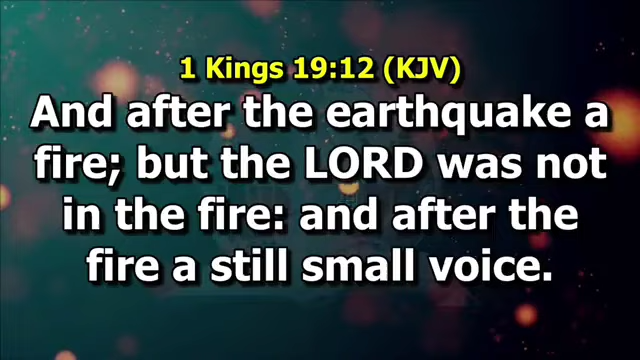 1 Kings 19:12 (KJV)
And after the earthquake a
fire; but the LORD was not
in the fire: and after the
fire a still small voice.